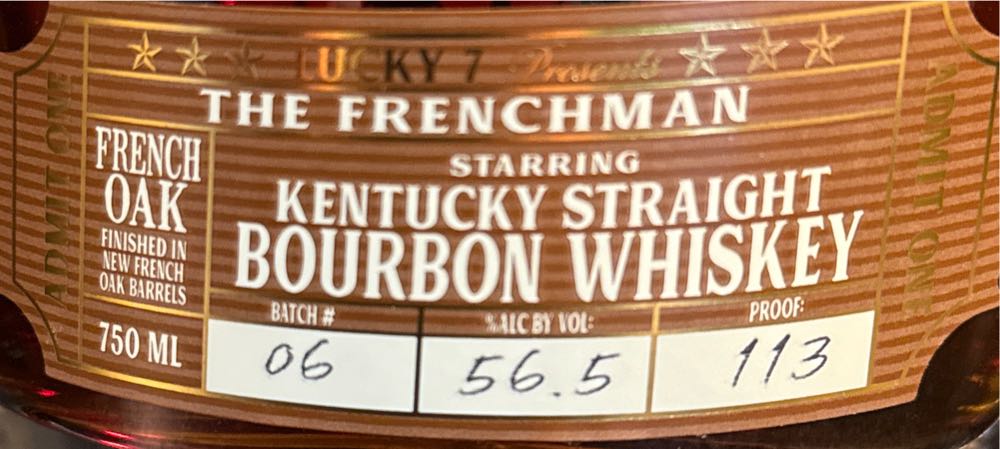 LUCKY 7 Presents
THE FRENCHMAN
STARRING
KENTUCKY STRAIGHT
BOURBON WHISKEY
FRENCH
OAK
FINISHED IN
NEW FRENCH
OAK BARRELS
750 ML
BATCH #
06
% ALC BY VOL:
56.5
PROOF:
113
ADMIT ONE
ADMIT ONE